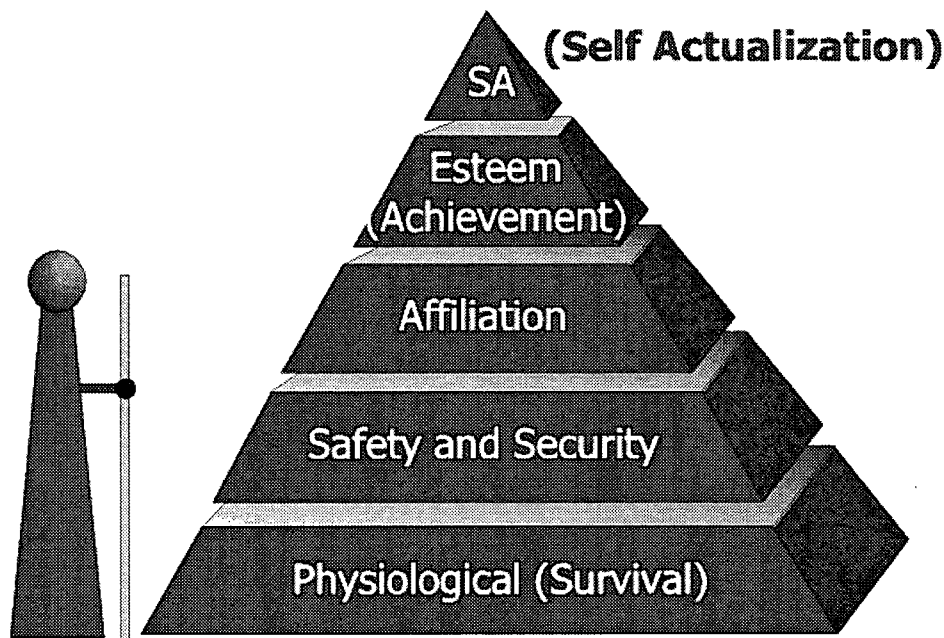 (Self Actualization)
SA
Esteem
(Achievement)
Affiliation
Safety and Security
Physiological (Survival)